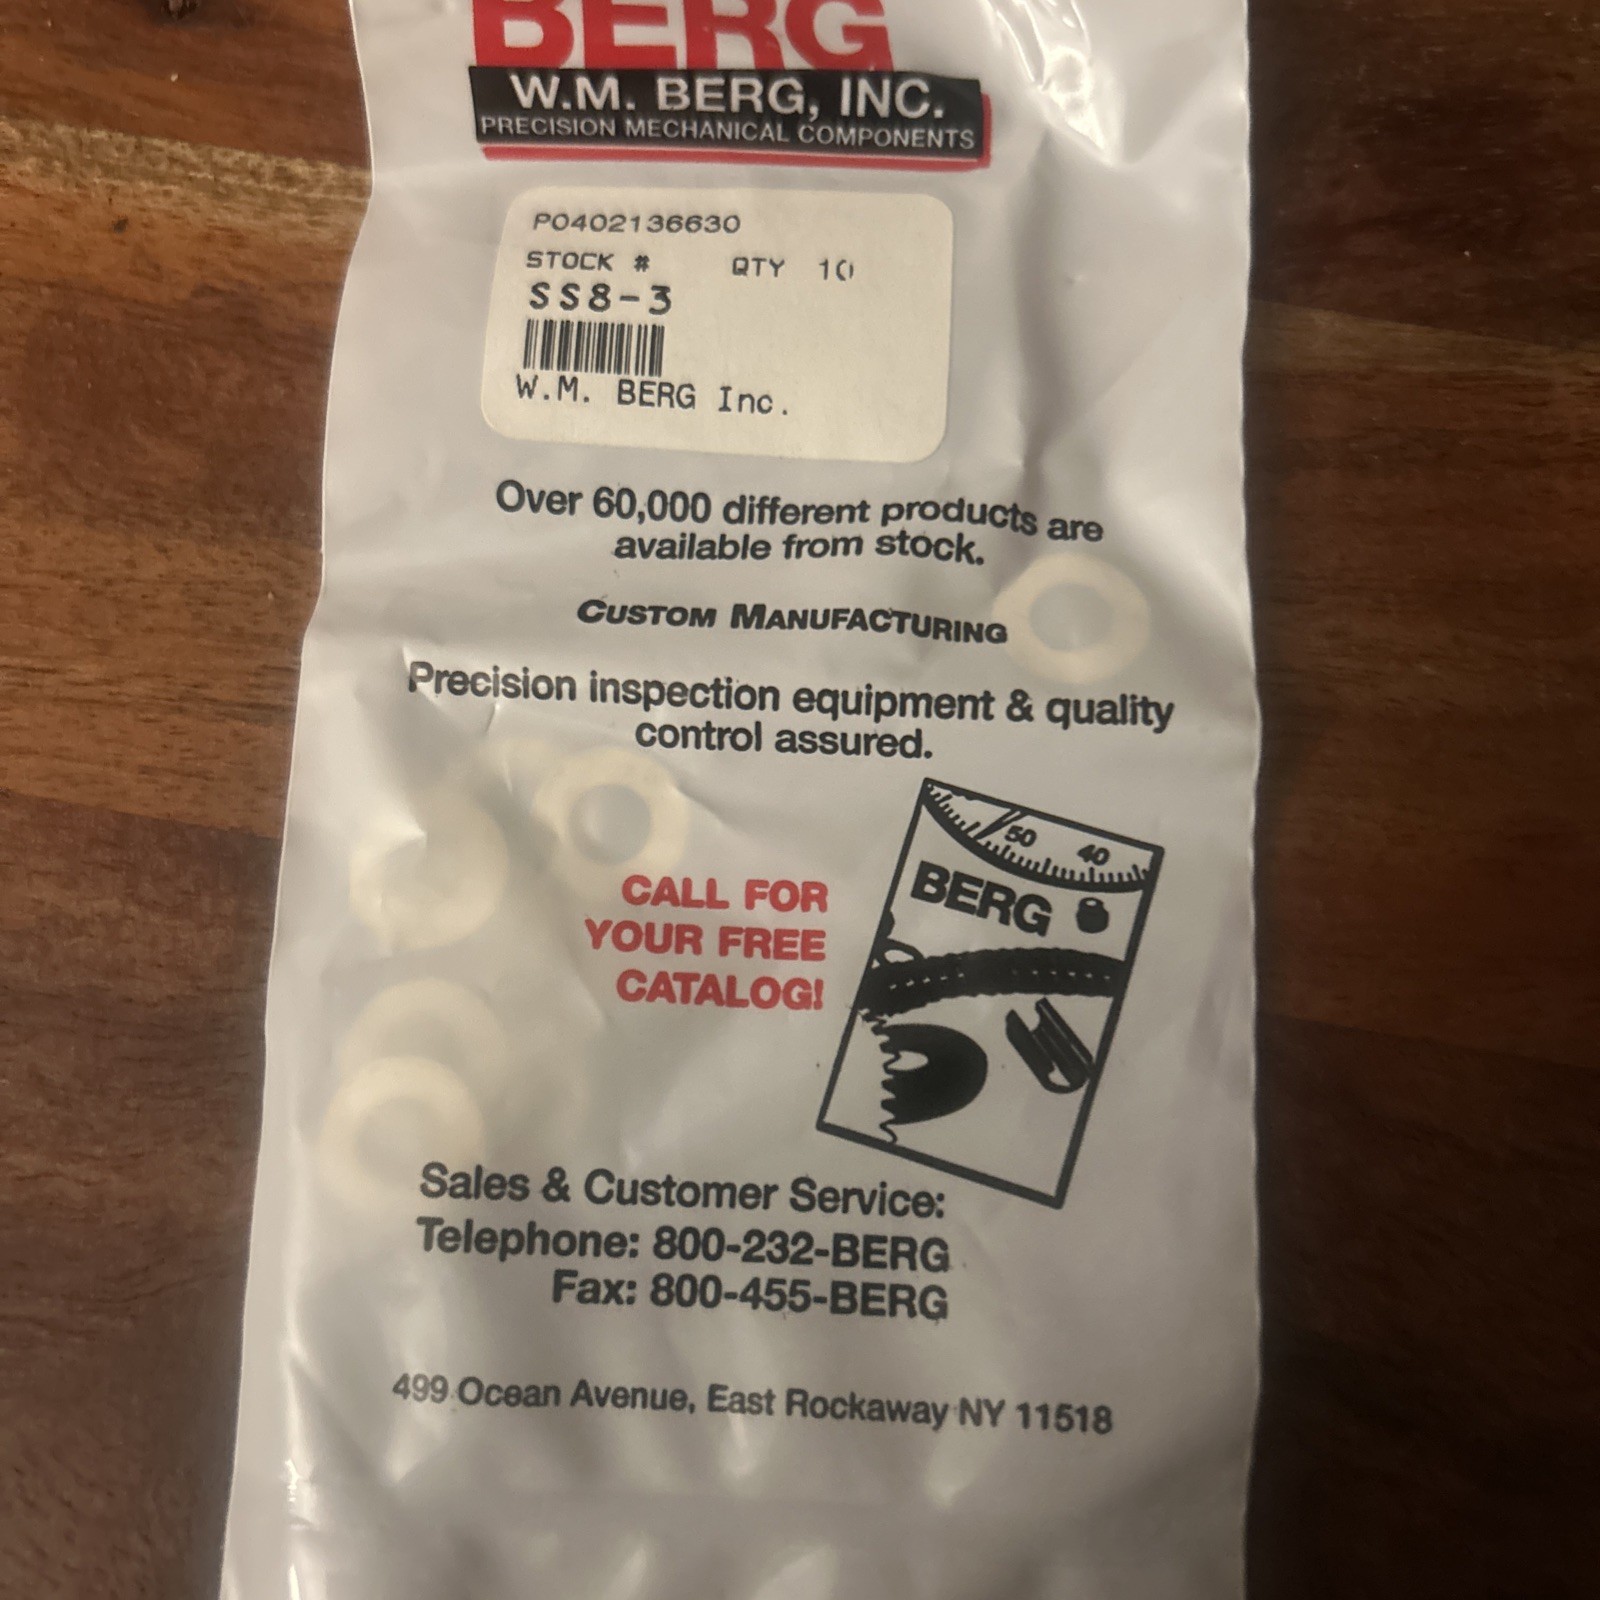 BERG
W.M. BERG, INC.
PRECISION MECHANICAL COMPONENTS
PO402136630
STOCK # QTY 10
SS8-3
W.M. BERG Inc.
Over 60,000 different products are
available from stock.
CUSTOM MANUFACTURING
Precision inspection equipment & quality
control assured.
50 40
BERG
CALL FOR
YOUR FREE
CATALOG!
Sales & Customer Service:
Telephone: 800-232-BERG
Fax: 800-455-BERG
499 Ocean Avenue, East Rockaway NY 11518